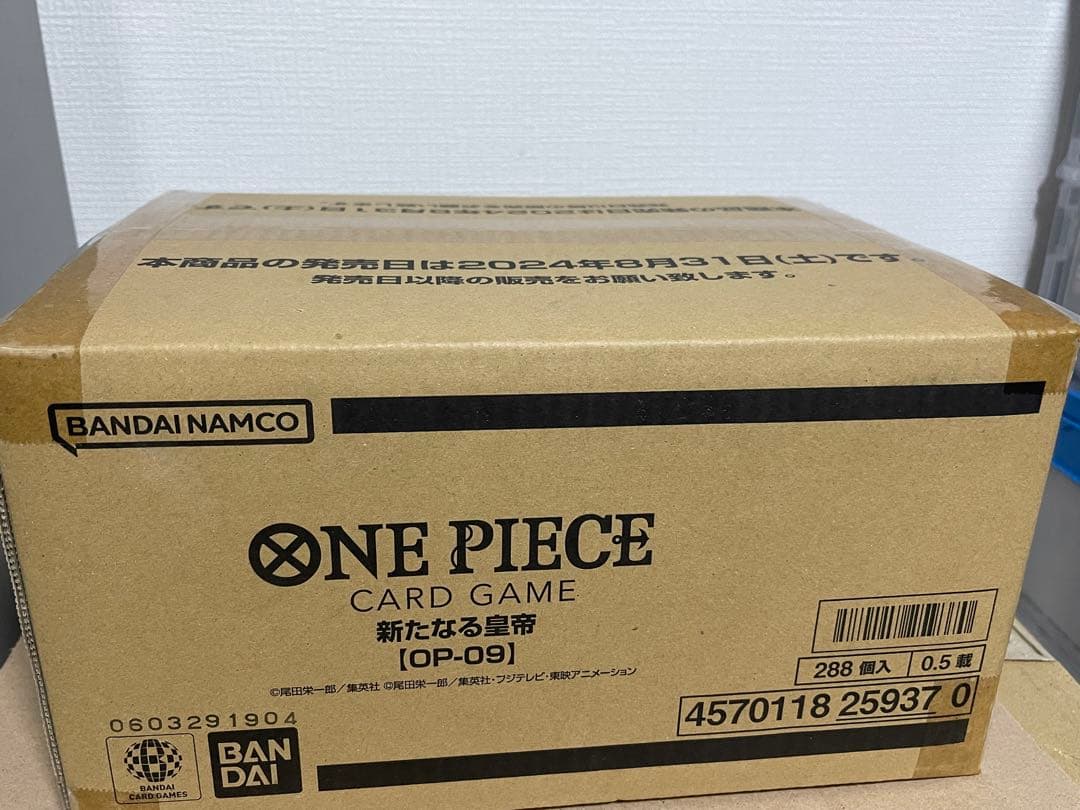 本商品の発売日は2024年8月31日(土)です。
発売日以降の販売をお願い致します。
BANDAI NAMCO
ONE PIECE
CARD GAME
新たなる皇帝
【OP-09】
©尾田栄一郎／集英社 ©尾田栄一郎／集英社・フジテレビ・東映アニメーション
288 個入
0.5 載
4570118 25937 0
0603291904
BANDAI
CARD GAMES
BAN
DAI